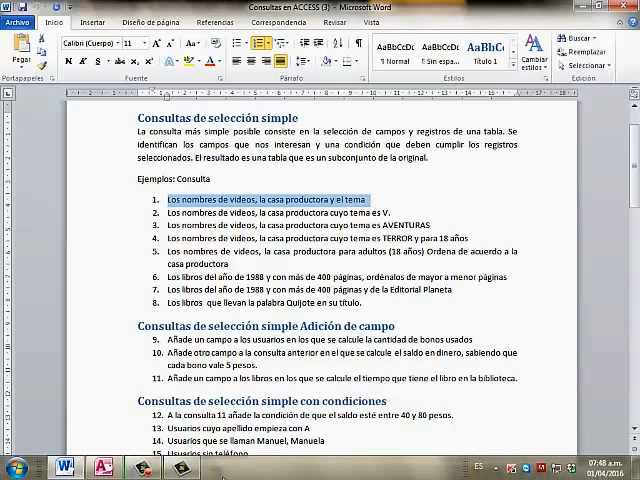 Consultas en ACCESS (3) - Microsoft Word
Archivo Inicio Insertar Diseño de página Referencias Correspondencia Revisar Vista
Calibri (Cuerpo) 11
Pegar
N K S abc x₂ x²
AaBbCcDc AaBbCcDc AaBbC
¶ Normal ¶ Sin espa... Título 1
Cambiar estilos
Buscar
Reemplazar
Seleccionar
Portapapeles Fuente Párrafo Estilos Edición
Consultas de selección simple
La consulta más simple posible consiste en la selección de campos y registros de una tabla. Se
identifican los campos que nos interesan y una condición que deben cumplir los registros
seleccionados. El resultado es una tabla que es un subconjunto de la original.
Ejemplos: Consulta
1. Los nombres de videos, la casa productora y el tema
2. Los nombres de videos, la casa productora cuyo tema es V.
3. Los nombres de videos, la casa productora cuyo tema es AVENTURAS
4. Los nombres de videos, la casa productora cuyo tema es TERROR y para 18 años
5. Los nombres de videos, la casa productora para adultos (18 años) Ordena de acuerdo a la
casa productora
6. Los libros del año de 1988 y con más de 400 páginas, ordénalos de mayor a menor páginas
7. Los libros del año de 1988 y con más de 400 páginas y de la Editorial Planeta
8. Los libros que llevan la palabra Quijote en su título.
Consultas de selección simple Adición de campo
9. Añade un campo a los usuarios en los que se calcule la cantidad de bonos usados
10. Añade otro campo a la consulta anterior en el que se calcule el saldo en dinero, sabiendo que
cada bono vale 5 pesos.
11. Añade un campo a los libros en los que se calcule el tiempo que tiene el libro en la biblioteca.
Consultas de selección simple con condiciones
12. A la consulta 11 añade la condición de que el saldo esté entre 40 y 80 pesos.
13. Usuarios cuyo apellido empieza con A
14. Usuarios que se llaman Manuel, Manuela
15. Usuarios sin teléfono
ES
07:48 a.m.
01/04/2016